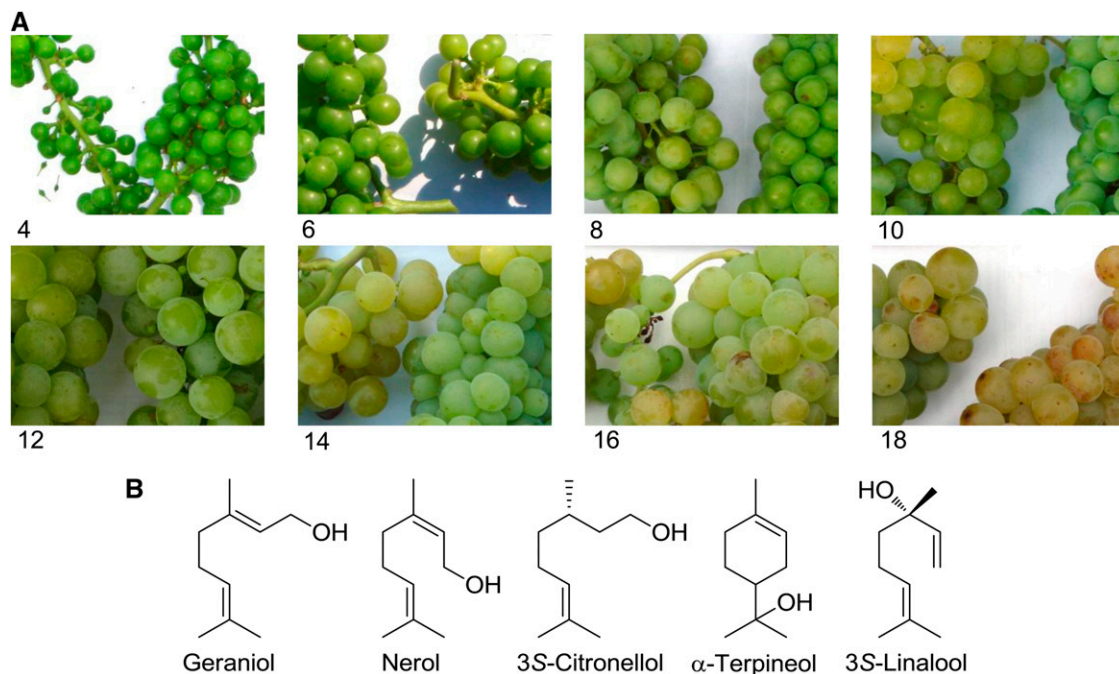 A
4 6 8 10
12 14 16 18
B
OH
OH
OH
OH
HO
Geraniol Nerol 3S-Citronellol α-Terpineol 3S-Linalool